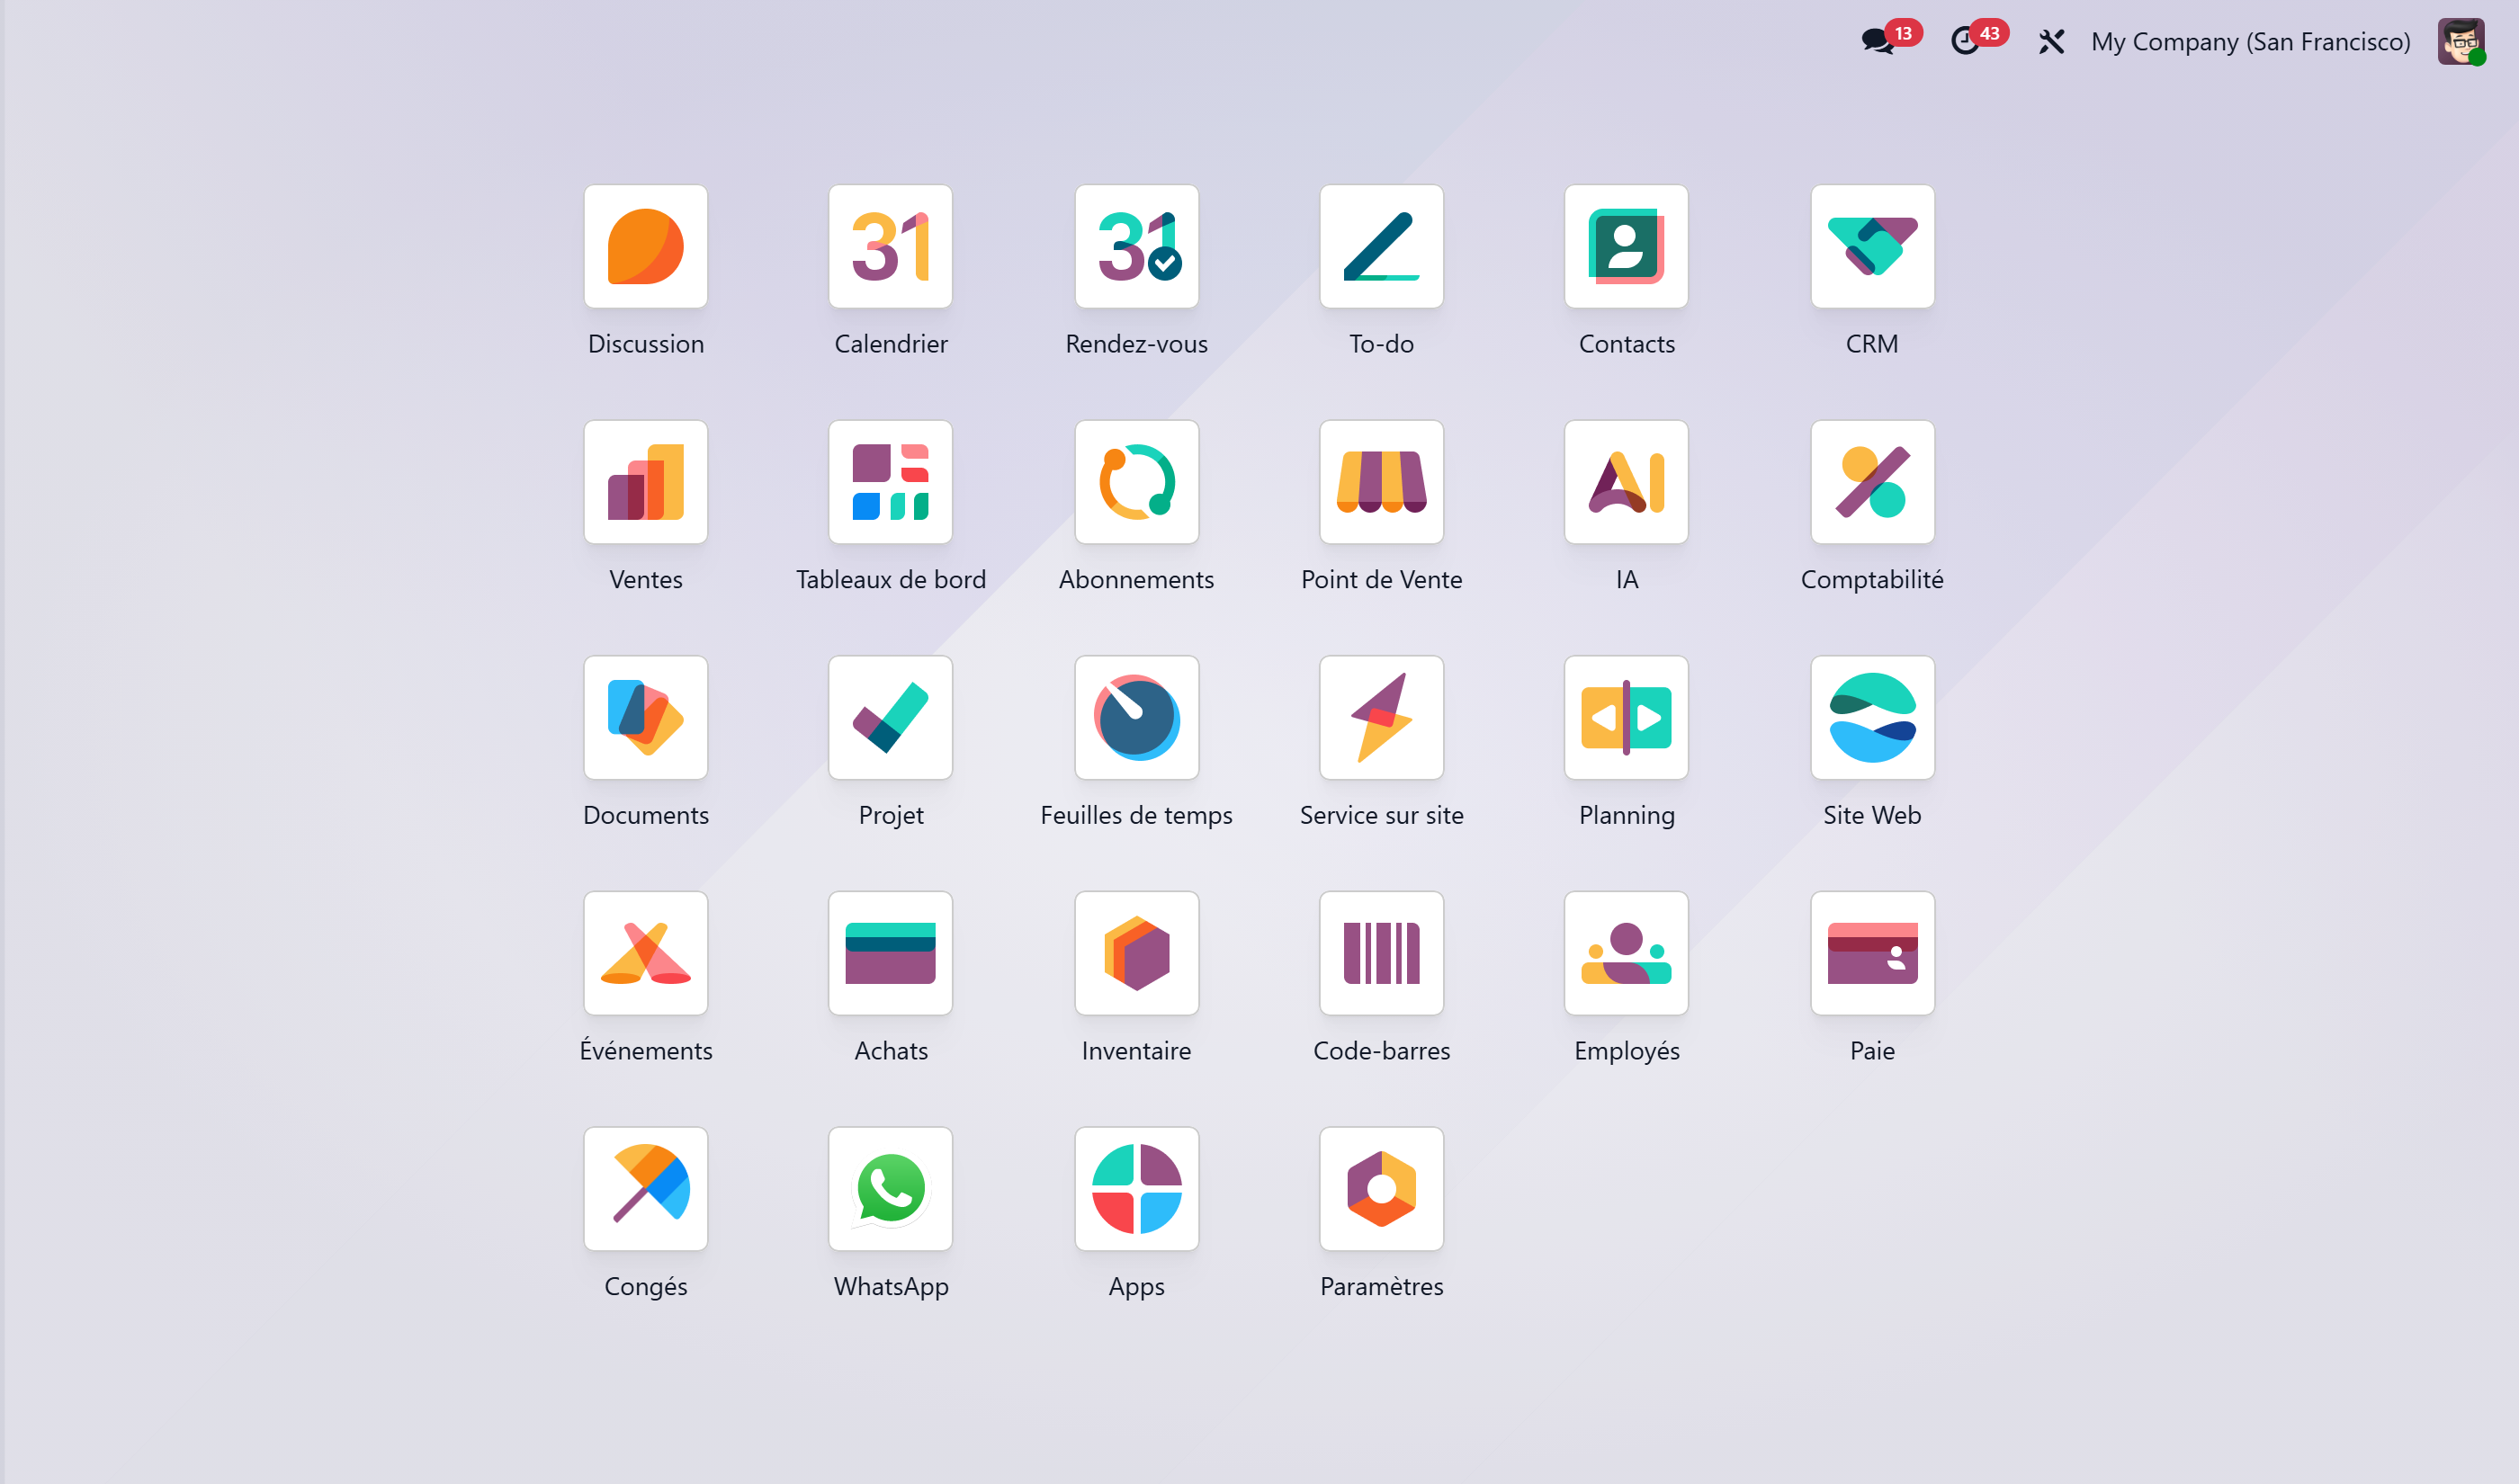 13 43 My Company (San Francisco)
Discussion Calendrier Rendez-vous To-do Contacts CRM
Ventes Tableaux de bord Abonnements Point de Vente IA Comptabilité
Documents Projet Feuilles de temps Service sur site Planning Site Web
Événements Achats Inventaire Code-barres Employés Paie
Congés WhatsApp Apps Paramètres